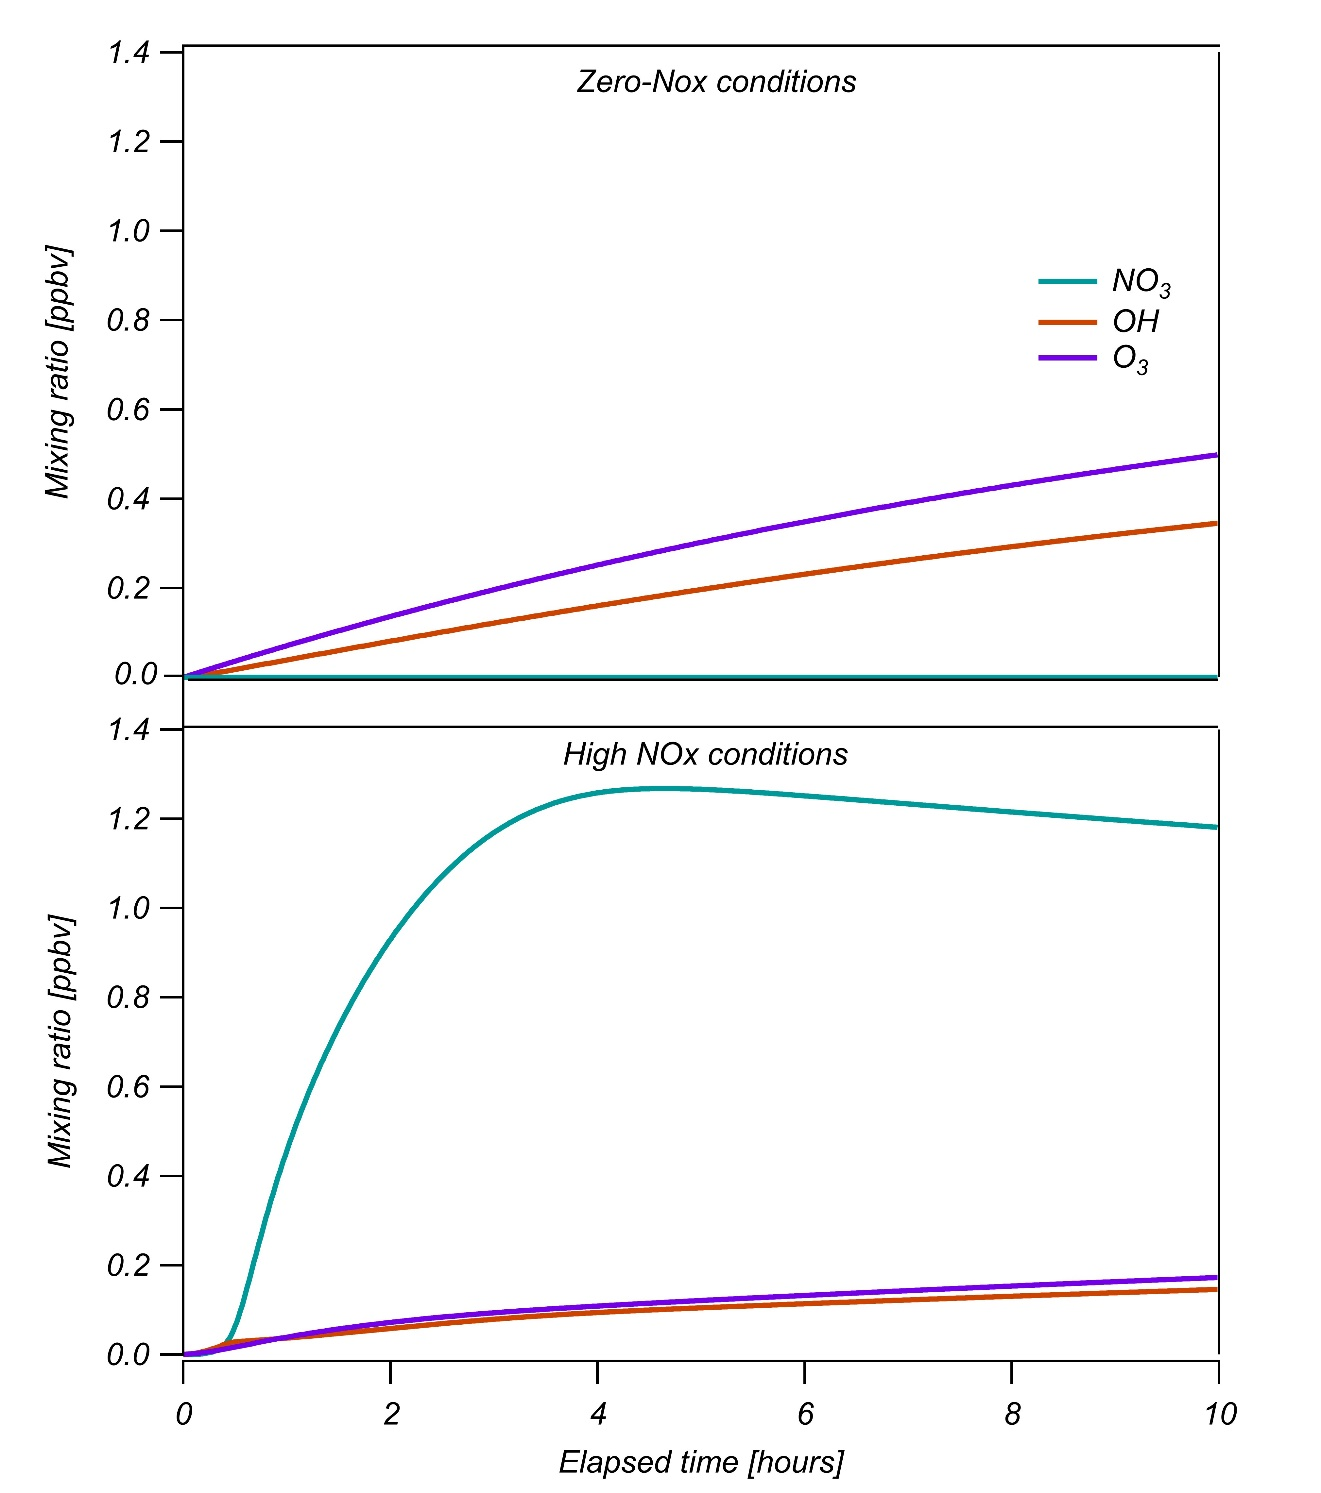 Zero-Nox conditions
1.4
1.2
1.0
0.8
0.6
0.4
0.2
0.0
Mixing ratio [ppbv]
NO3
OH
O3
High NOx conditions
1.4
1.2
1.0
0.8
0.6
0.4
0.2
0.0
Mixing ratio [ppbv]
0 2 4 6 8 10
Elapsed time [hours]